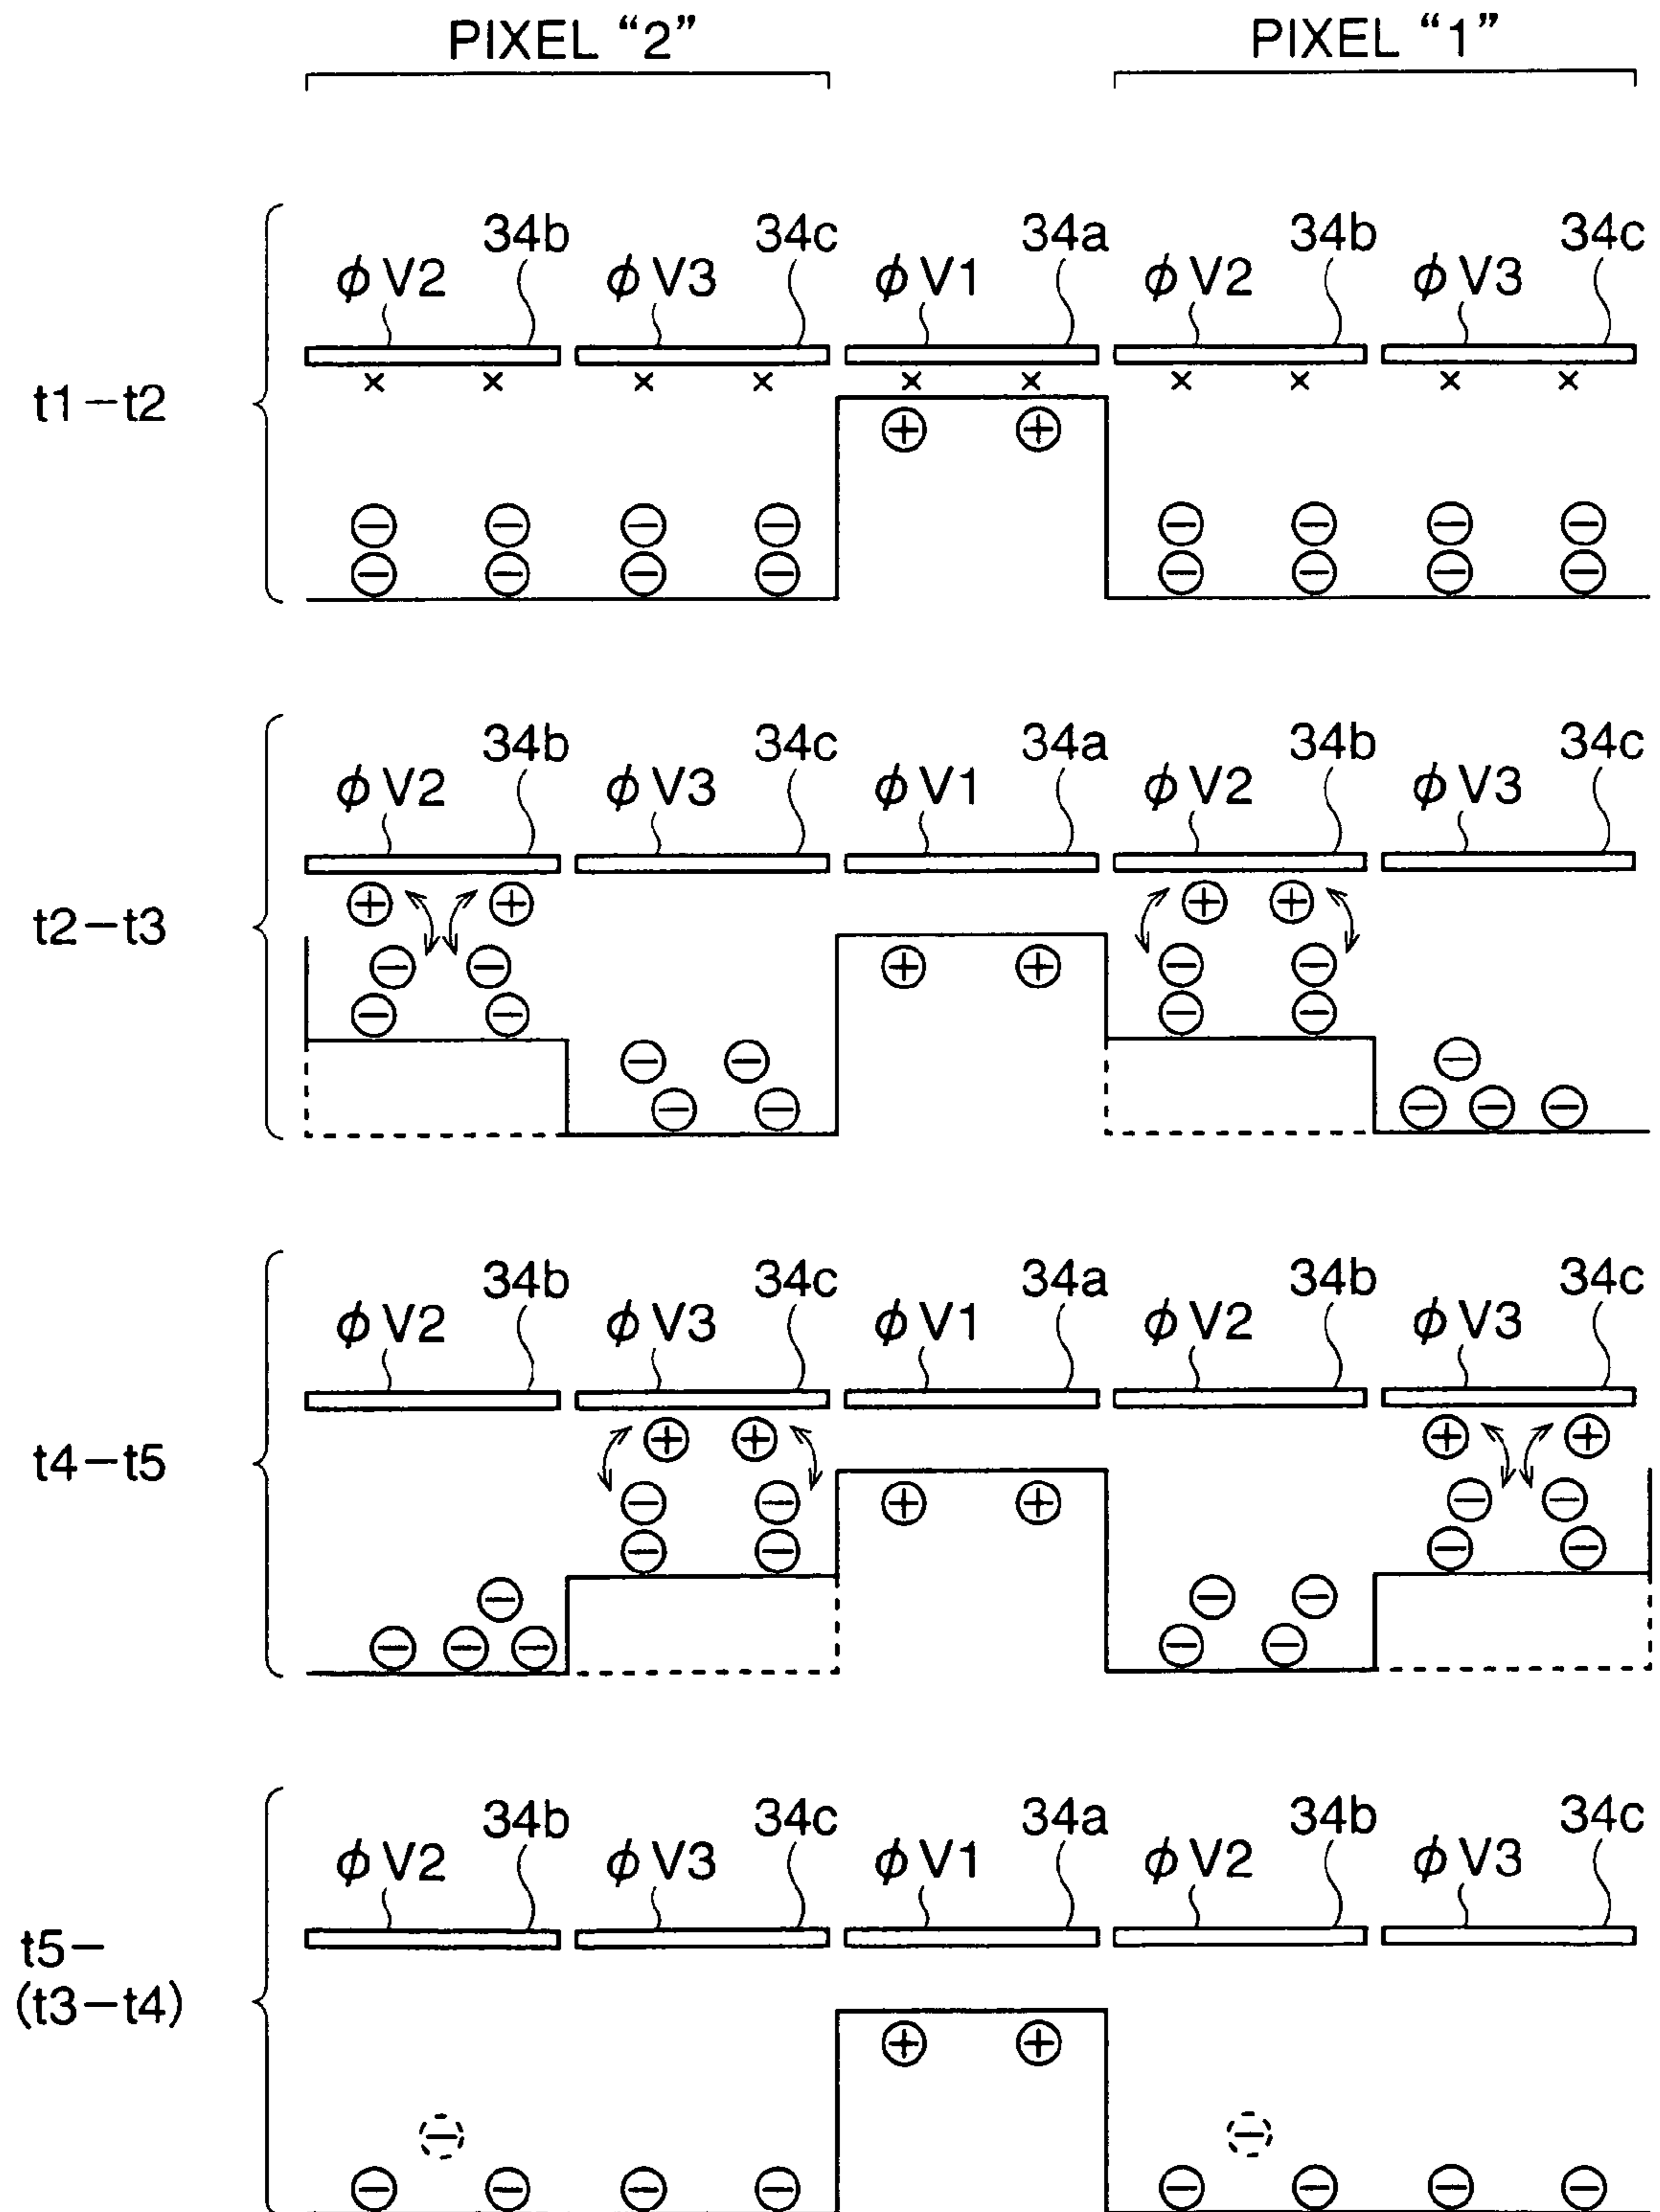 PIXEL “2” PIXEL “1”
34b 34c 34a 34b 34c
ϕV2 ϕV3 ϕV1 ϕV2 ϕV3
× × × × × × × × × ×
t1−t2
+ +
− − − − − − − −
− − − − − − − −
34b 34c 34a 34b 34c
ϕV2 ϕV3 ϕV1 ϕV2 ϕV3
t2−t3
+ + + +
− − + + − −
− − − −
− − −
− − − − −
34b 34c 34a 34b 34c
ϕV2 ϕV3 ϕV1 ϕV2 ϕV3
t4−t5
+ + + +
− − + + − −
− − − −
− − −
− − − − −
34b 34c 34a 34b 34c
ϕV2 ϕV3 ϕV1 ϕV2 ϕV3
t5−
(t3−t4)
+ +
− −
− − − − − − − −